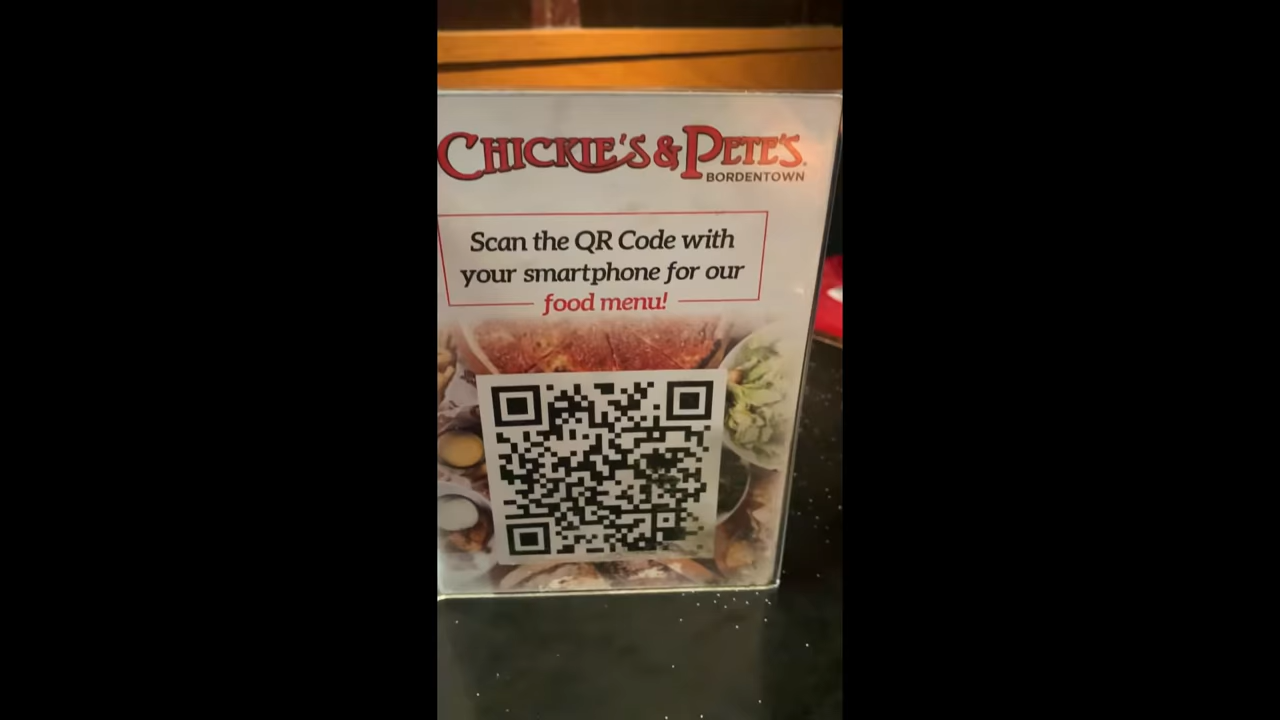 CHICKIE'S & PETE'S.
BORDENTOWN
Scan the QR Code with
your smartphone for our
food menu!